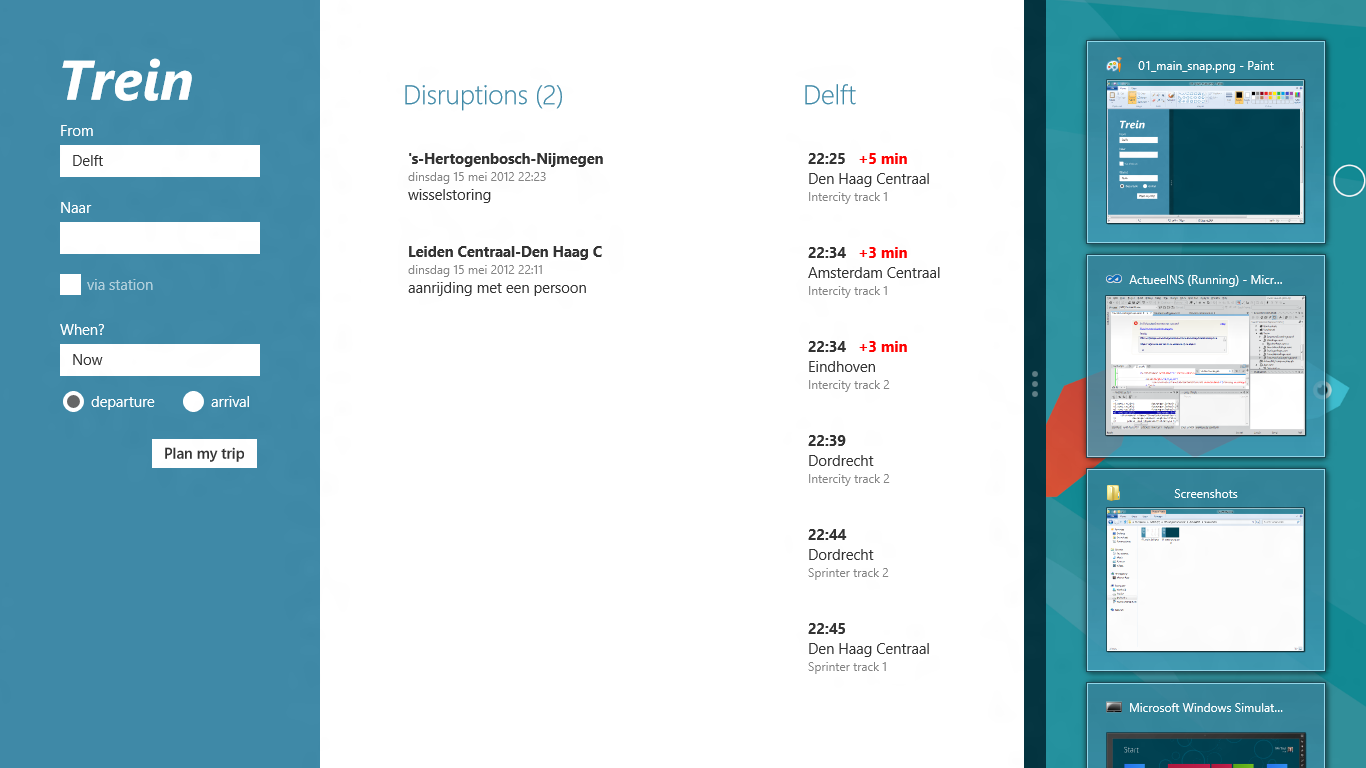 Trein
From
Delft
Naar
via station
When?
Now
departure
arrival
Plan my trip
Disruptions (2)
's-Hertogenbosch-Nijmegen
dinsdag 15 mei 2012 22:23
wisselstoring
Leiden Centraal-Den Haag C
dinsdag 15 mei 2012 22:11
aanrijding met een persoon
Delft
22:25 +5 min
Den Haag Centraal
Intercity track 1
22:34 +3 min
Amsterdam Centraal
Intercity track 1
22:34 +3 min
Eindhoven
Intercity track 2
22:39
Dordrecht
Intercity track 2
22:44
Dordrecht
Sprinter track 2
22:45
Den Haag Centraal
Sprinter track 1
01_main_snap.png - Paint
Trein
ActueelNS (Running) - Micr...
Screenshots
Microsoft Windows Simulat...
Start